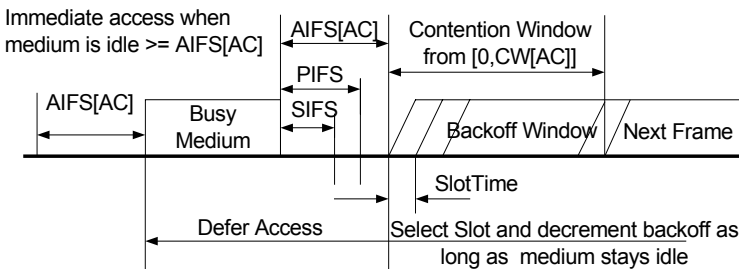 Immediate access when
medium is idle >= AIFS[AC]
AIFS[AC]
Contention Window
from [0,CW[AC]]
PIFS
AIFS[AC]
SIFS
Busy
Medium
Backoff Window
Next Frame
SlotTime
Defer Access
Select Slot and decrement backoff as
long as medium stays idle